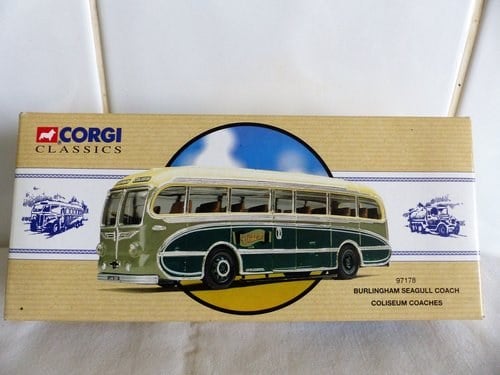 CORGI
CLASSICS
97178
BURLINGHAM SEAGULL COACH
COLISEUM COACHES